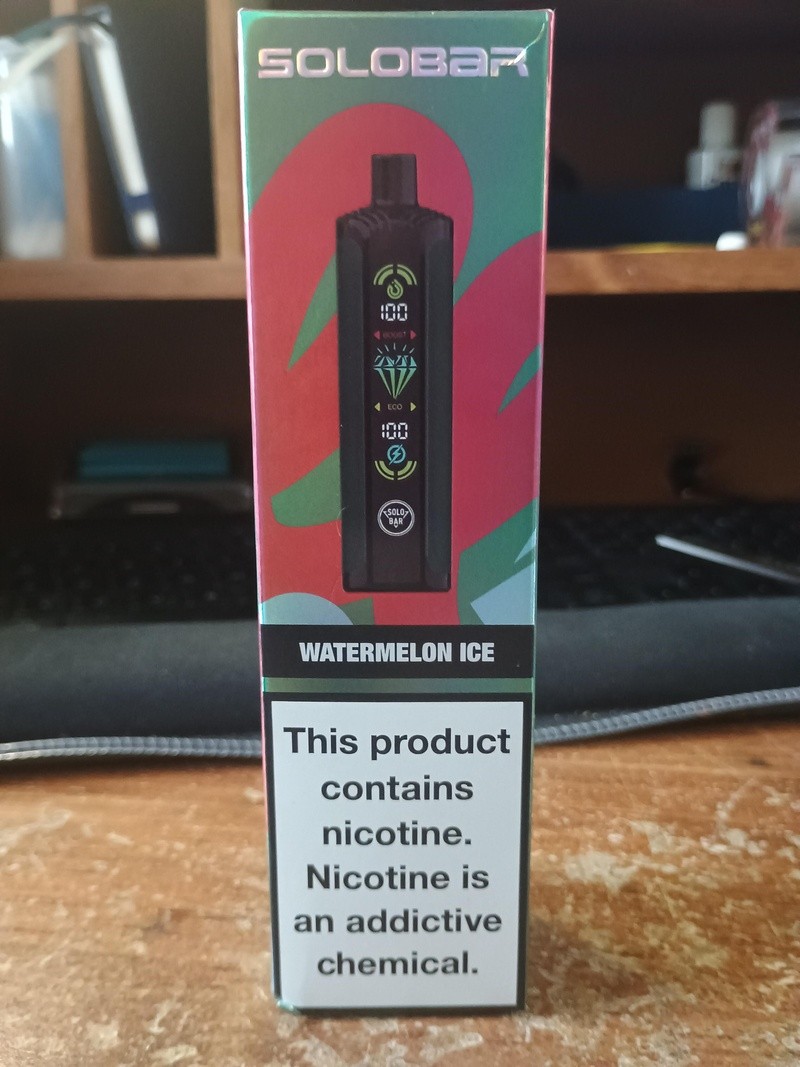 SOLOBAR
100
BOOST
ECO
100
SOLO
BAR
WATERMELON ICE
This product
contains
nicotine.
Nicotine is
an addictive
chemical.